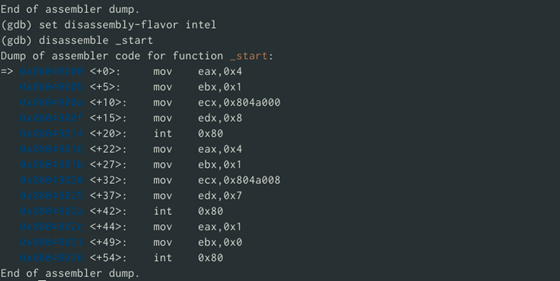 End of assembler dump.
(gdb) set disassembly-flavor intel
(gdb) disassemble _start
Dump of assembler code for function _start:
=> <+0>: mov eax,0x4
<+5>: mov ebx,0x1
<+10>: mov ecx,0x804a000
<+15>: mov edx,0x8
<+20>: int 0x80
<+22>: mov eax,0x4
<+27>: mov ebx,0x1
<+32>: mov ecx,0x804a008
<+37>: mov edx,0x7
<+42>: int 0x80
<+44>: mov eax,0x1
<+49>: mov ebx,0x0
<+54>: int 0x80
End of assembler dump.